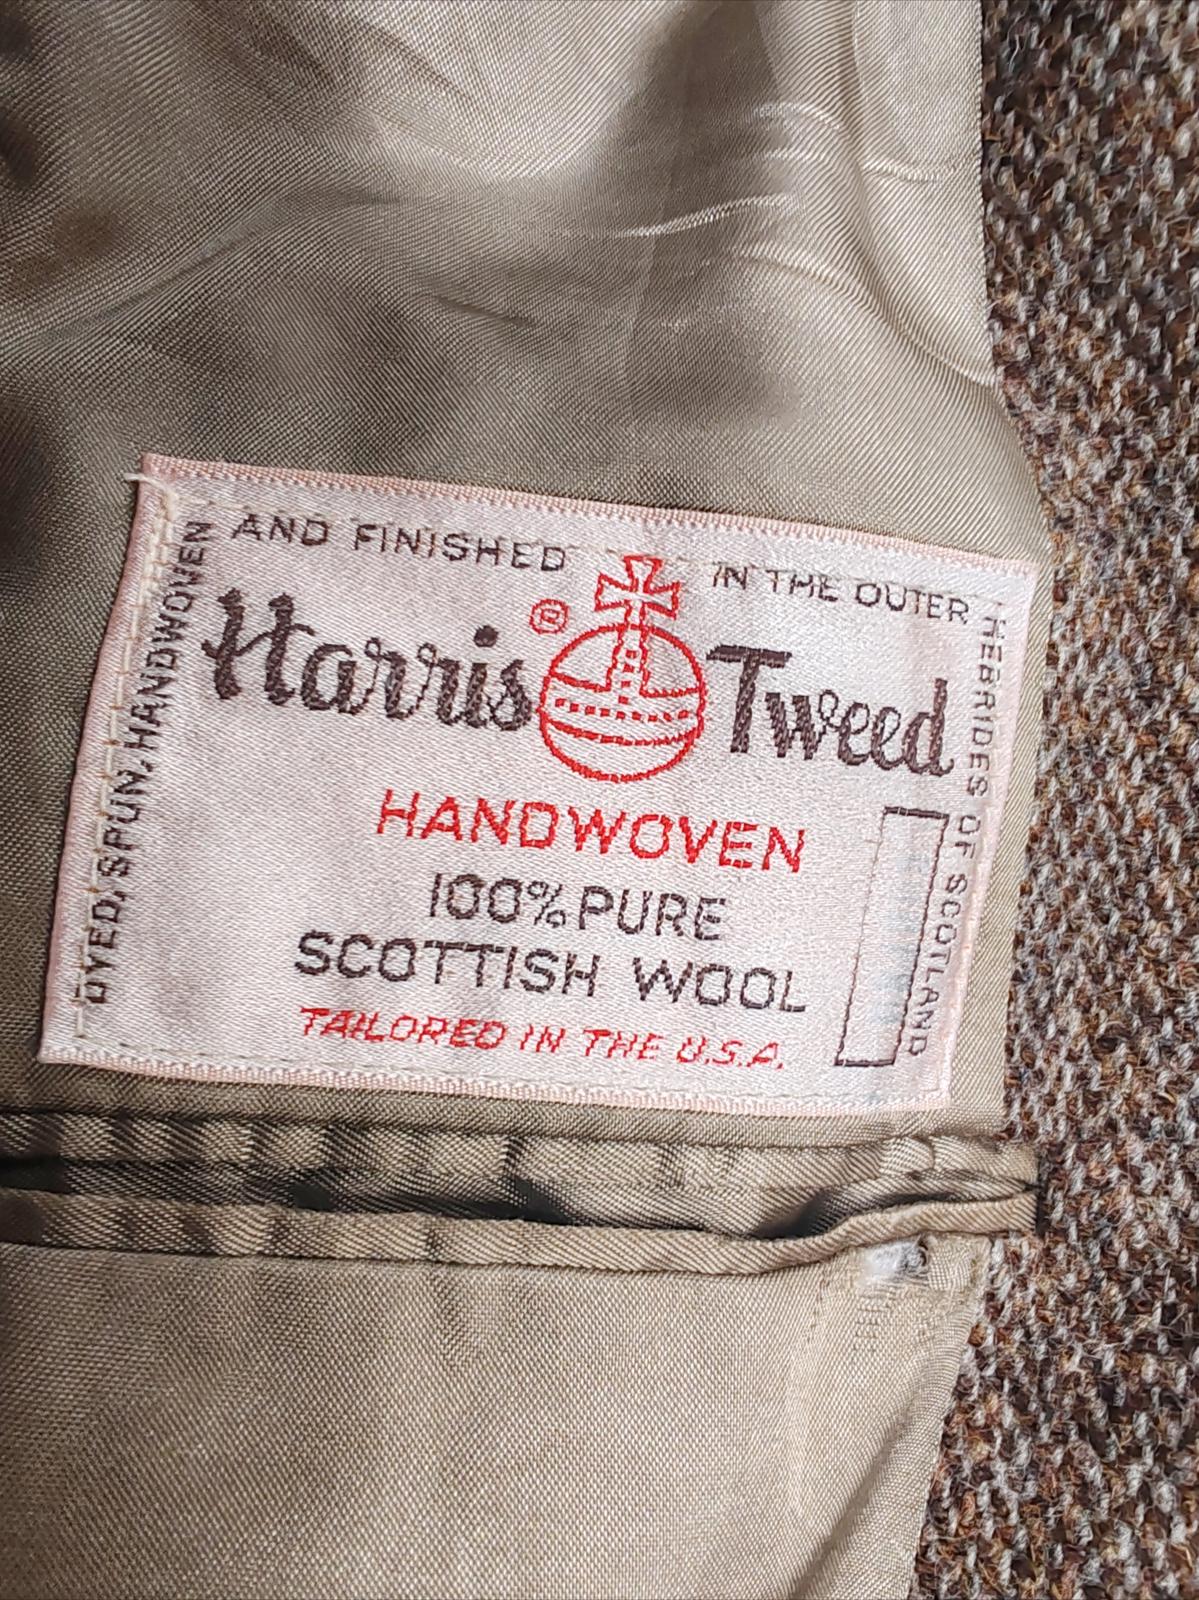 DYED, SPUN, HANDWOVEN
AND FINISHED
IN THE OUTER
HEBRIDES OF SCOTLAND
Harris ® Tweed
HANDWOVEN
100% PURE
SCOTTISH WOOL
TAILORED IN THE U.S.A.